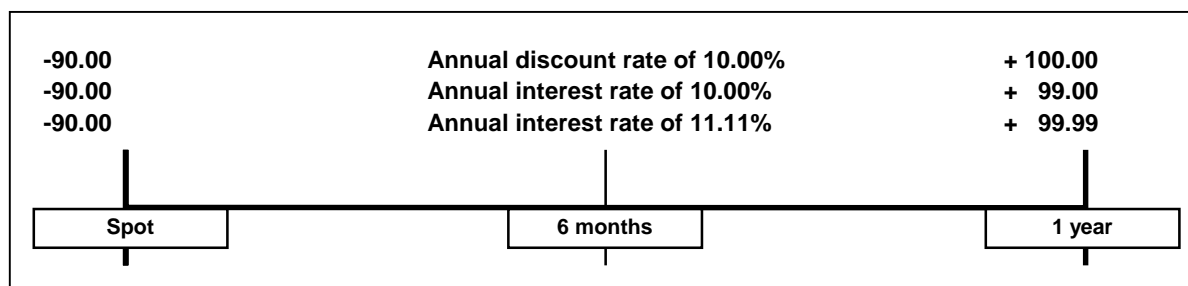 -90.00 Annual discount rate of 10.00% + 100.00
-90.00 Annual interest rate of 10.00% + 99.00
-90.00 Annual interest rate of 11.11% + 99.99
Spot 6 months 1 year